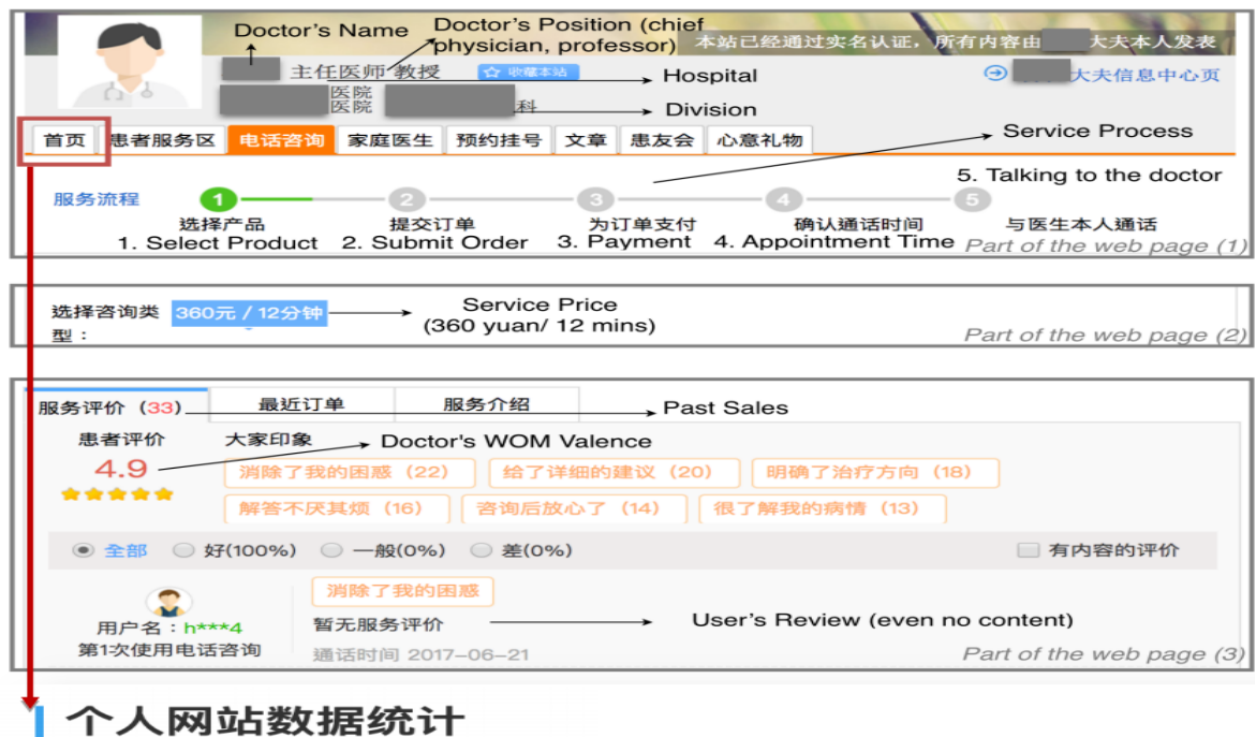 Doctor's Name Doctor's Position (chief
physician, professor)
本站已经通过实名认证,所有内容由 大夫本人发表
主任医师 教授 ☆ 收藏本站 Hospital 大夫信息中心页
医院
医院 科 Division
首页 患者服务区 电话咨询 家庭医生 预约挂号 文章 患友会 心意礼物 Service Process
5. Talking to the doctor
服务流程 1 2 3 4 5
选择产品 提交订单 为订单支付 确认通话时间 与医生本人通话
1. Select Product 2. Submit Order 3. Payment 4. Appointment Time Part of the web page (1)
选择咨询类 360元 / 12分钟 Service Price
型: (360 yuan/ 12 mins) Part of the web page (2)
服务评价 (33) 最近订单 服务介绍 Past Sales
患者评价 大家印象 Doctor's WOM Valence
4.9 消除了我的困惑 (22) 给了详细的建议 (20) 明确了治疗方向 (18)
解答不厌其烦 (16) 咨询后放心了 (14) 很了解我的病情 (13)
全部 好(100%) 一般(0%) 差(0%) 有内容的评价
消除了我的困惑
用户名:h***4 暂无服务评价 User's Review (even no content)
第1次使用电话咨询 通话时间 2017-06-21 Part of the web page (3)
个人网站数据统计